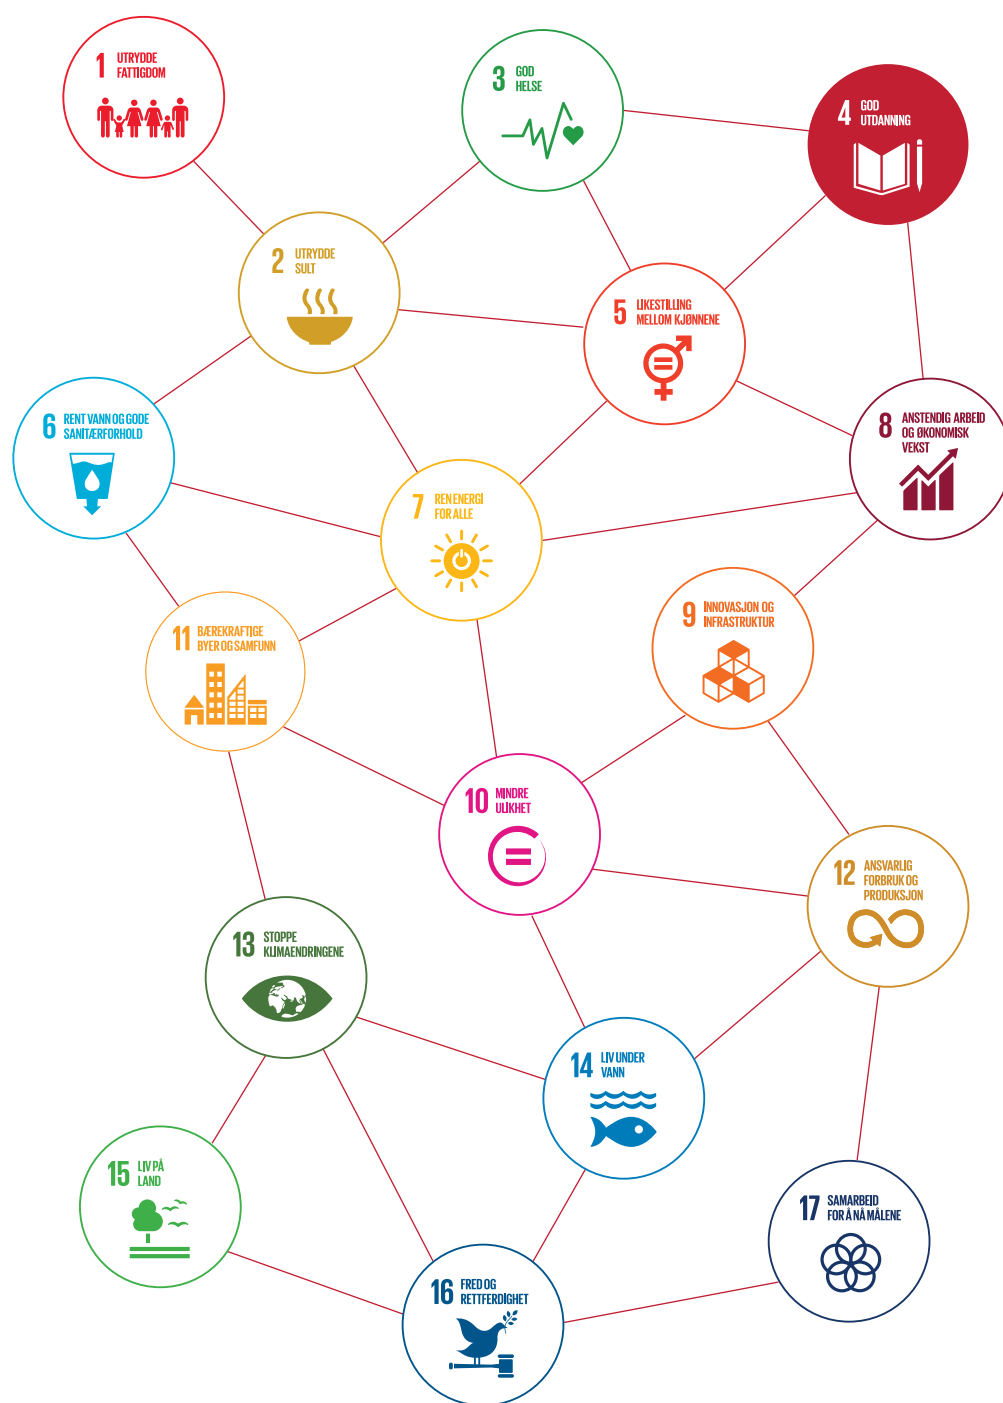 1 UTRYDDE
FATTIGDOM
3 GOD
HELSE
4 GOD
UTDANNING
2 UTRYDDE
SULT
5 LIKESTILLING
MELLOM KJØNNENE
6 RENT VANN OG GODE
SANITÆRFORHOLD
8 ANSTENDIG ARBEID
OG ØKONOMISK
VEKST
7 REN ENERGI
FOR ALLE
9 INNOVASJON OG
INFRASTRUKTUR
11 BÆREKRAFTIGE
BYER OG SAMFUNN
10 MINDRE
ULIKHET
12 ANSVARLIG
FORBRUK OG
PRODUKSJON
13 STOPPE
KLIMAENDRINGENE
14 LIV UNDER
VANN
15 LIV PÅ
LAND
17 SAMARBEID
FOR Å NÅ MÅLENE
16 FRED OG
RETTFERDIGHET